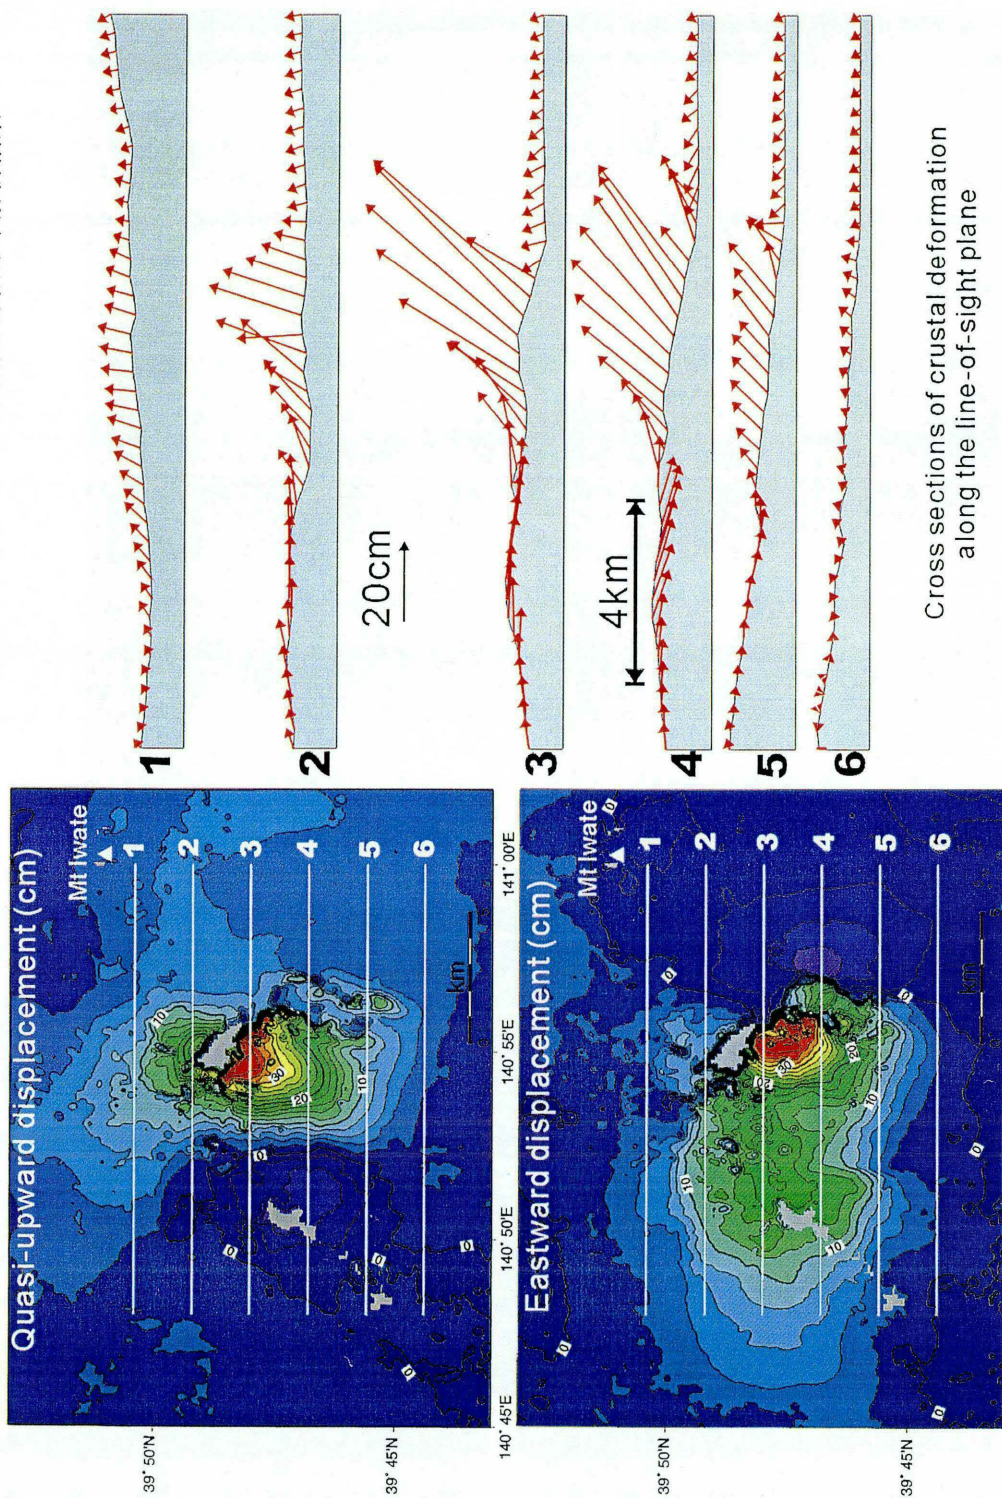 1
2
20cm
3
4km
4
5
6
Cross sections of crustal deformation
along the line-of-sight plane
Quasi-upward displacement (cm)
Mt Iwate
1
2
3
4
5
6
10
20
30
10
0
0
0
0
0
km
39° 50'N
39° 45'N
140° 45'E
140° 50'E
140° 55'E
141° 00'E
Eastward displacement (cm)
Mt Iwate
1
2
3
4
5
6
10
10
20
30
20
10
0
0
0
0
0
0
km
39° 50'N
39° 45'N